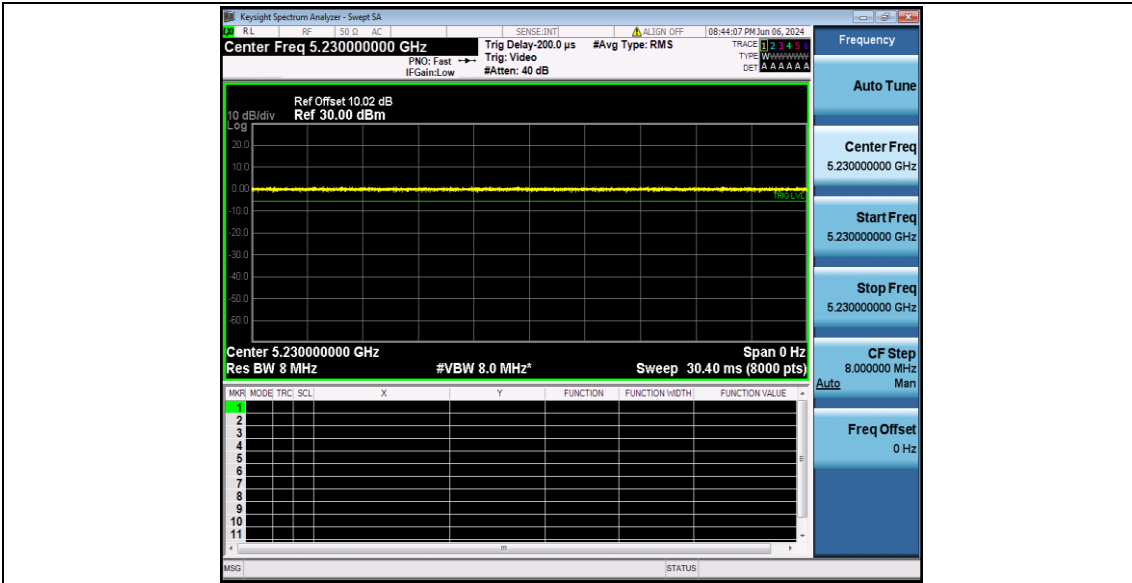 Keysight Spectrum Analyzer - Swept SA
RL RF 50 Ω AC SENSE:INT ALIGN OFF 08:44:07 PM Jun 06, 2024
Center Freq 5.230000000 GHz
Trig Delay-200.0 µs #Avg Type: RMS
TRACE 1 2 3 4 5 6
PNO: Fast Trig: Video
TYPE
IFGain:Low #Atten: 40 dB
DET A A A A A A
Ref Offset 10.02 dB
10 dB/div Ref 30.00 dBm
Log
20.0
10.0
0.00
TRIG LVL
-10.0
-20.0
-30.0
-40.0
-50.0
-60.0
Center 5.230000000 GHz Span 0 Hz
Res BW 8 MHz #VBW 8.0 MHz* Sweep 30.40 ms (8000 pts)
MKR MODE TRC SCL X Y FUNCTION FUNCTION WIDTH FUNCTION VALUE
1
2
3
4
5
6
7
8
9
10
11
MSG STATUS
Frequency
Auto Tune
Center Freq
5.230000000 GHz
Start Freq
5.230000000 GHz
Stop Freq
5.230000000 GHz
CF Step
8.000000 MHz
Auto Man
Freq Offset
0 Hz